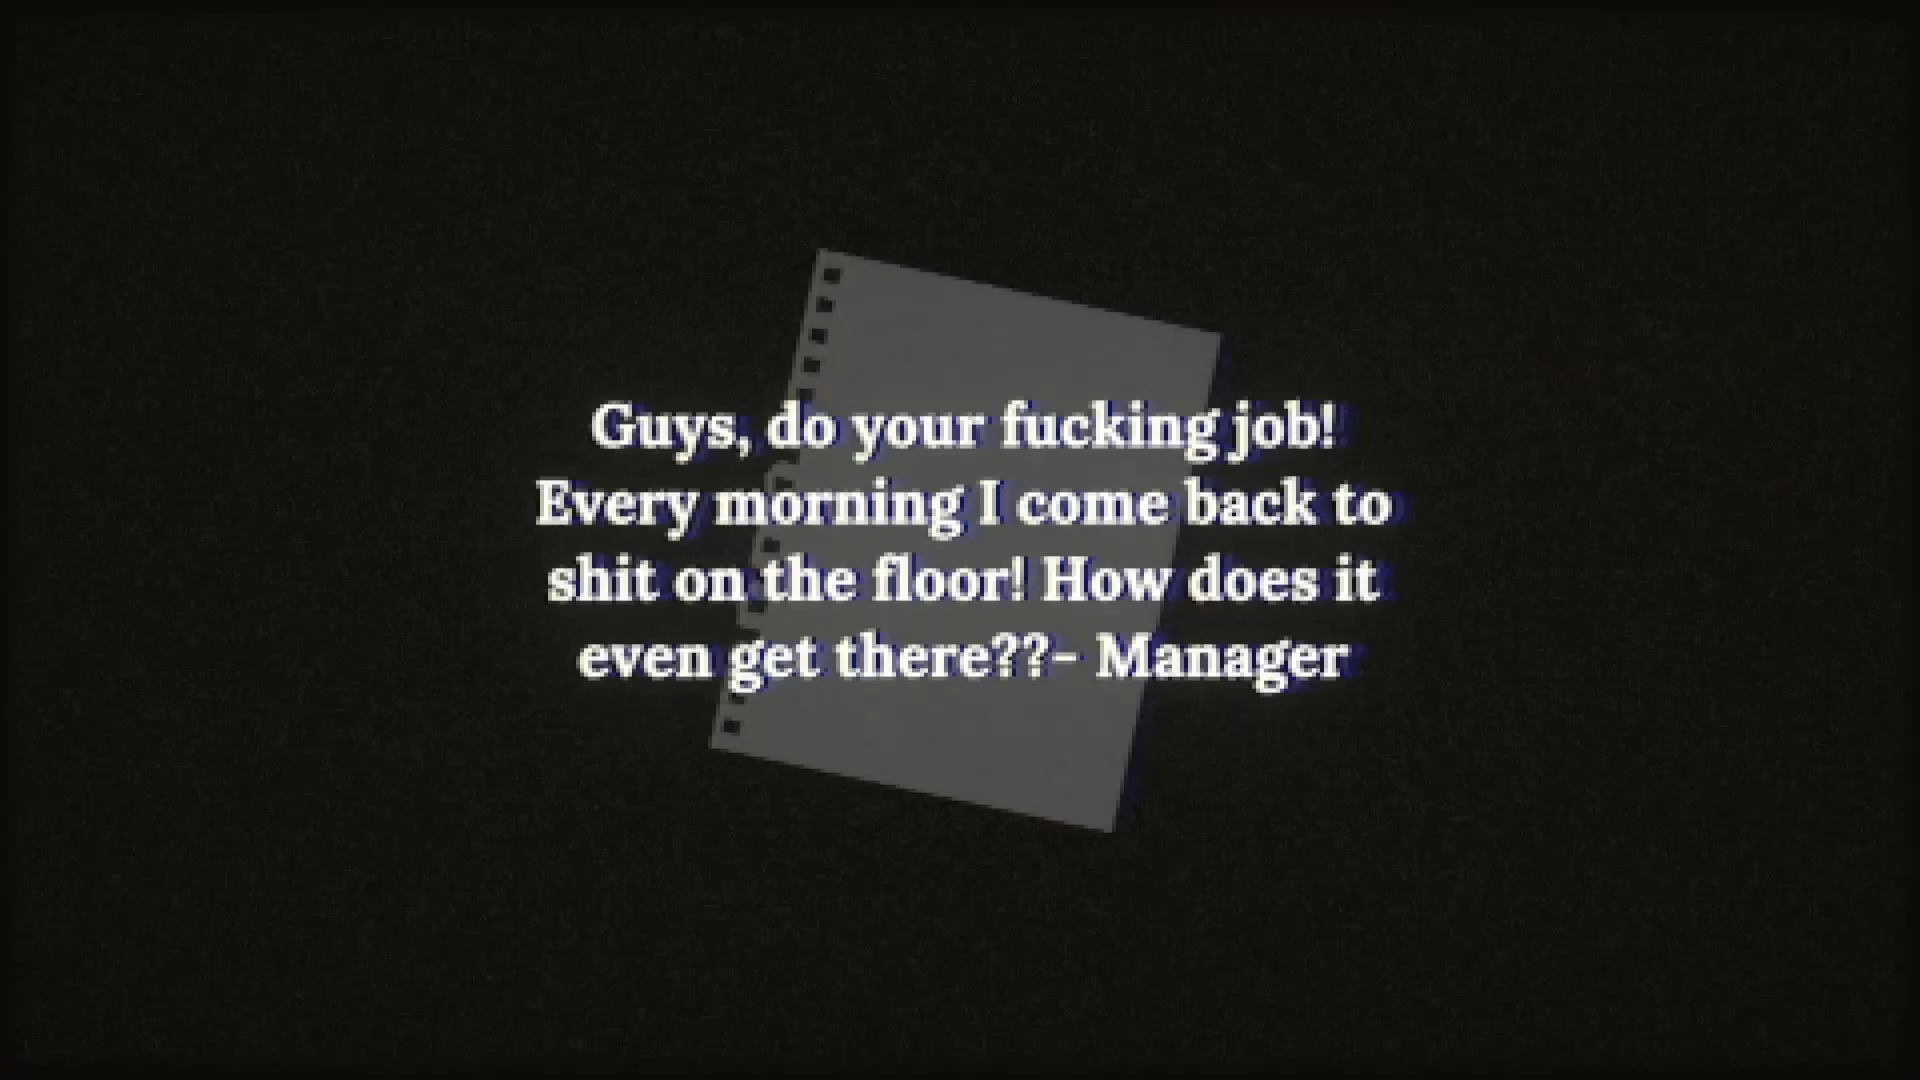 Guys, do your fucking job!
Every morning I come back to
shit on the floor! How does it
even get there??- Manager